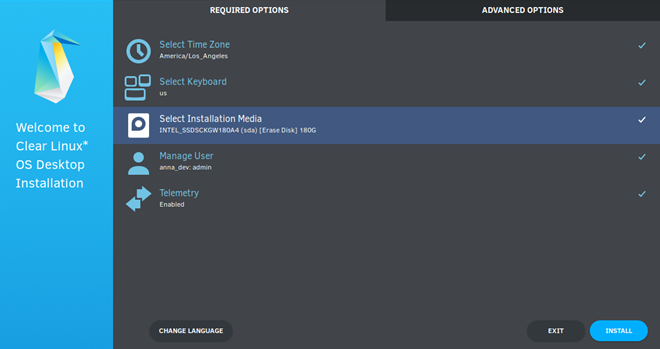 REQUIRED OPTIONS
ADVANCED OPTIONS
Welcome to
Clear Linux*
OS Desktop
Installation
Select Time Zone
America/Los_Angeles
Select Keyboard
us
Select Installation Media
INTEL_SSDSCKGW180A4 (sda) [Erase Disk] 180G
Manage User
anna_dev: admin
Telemetry
Enabled
CHANGE LANGUAGE
EXIT
INSTALL